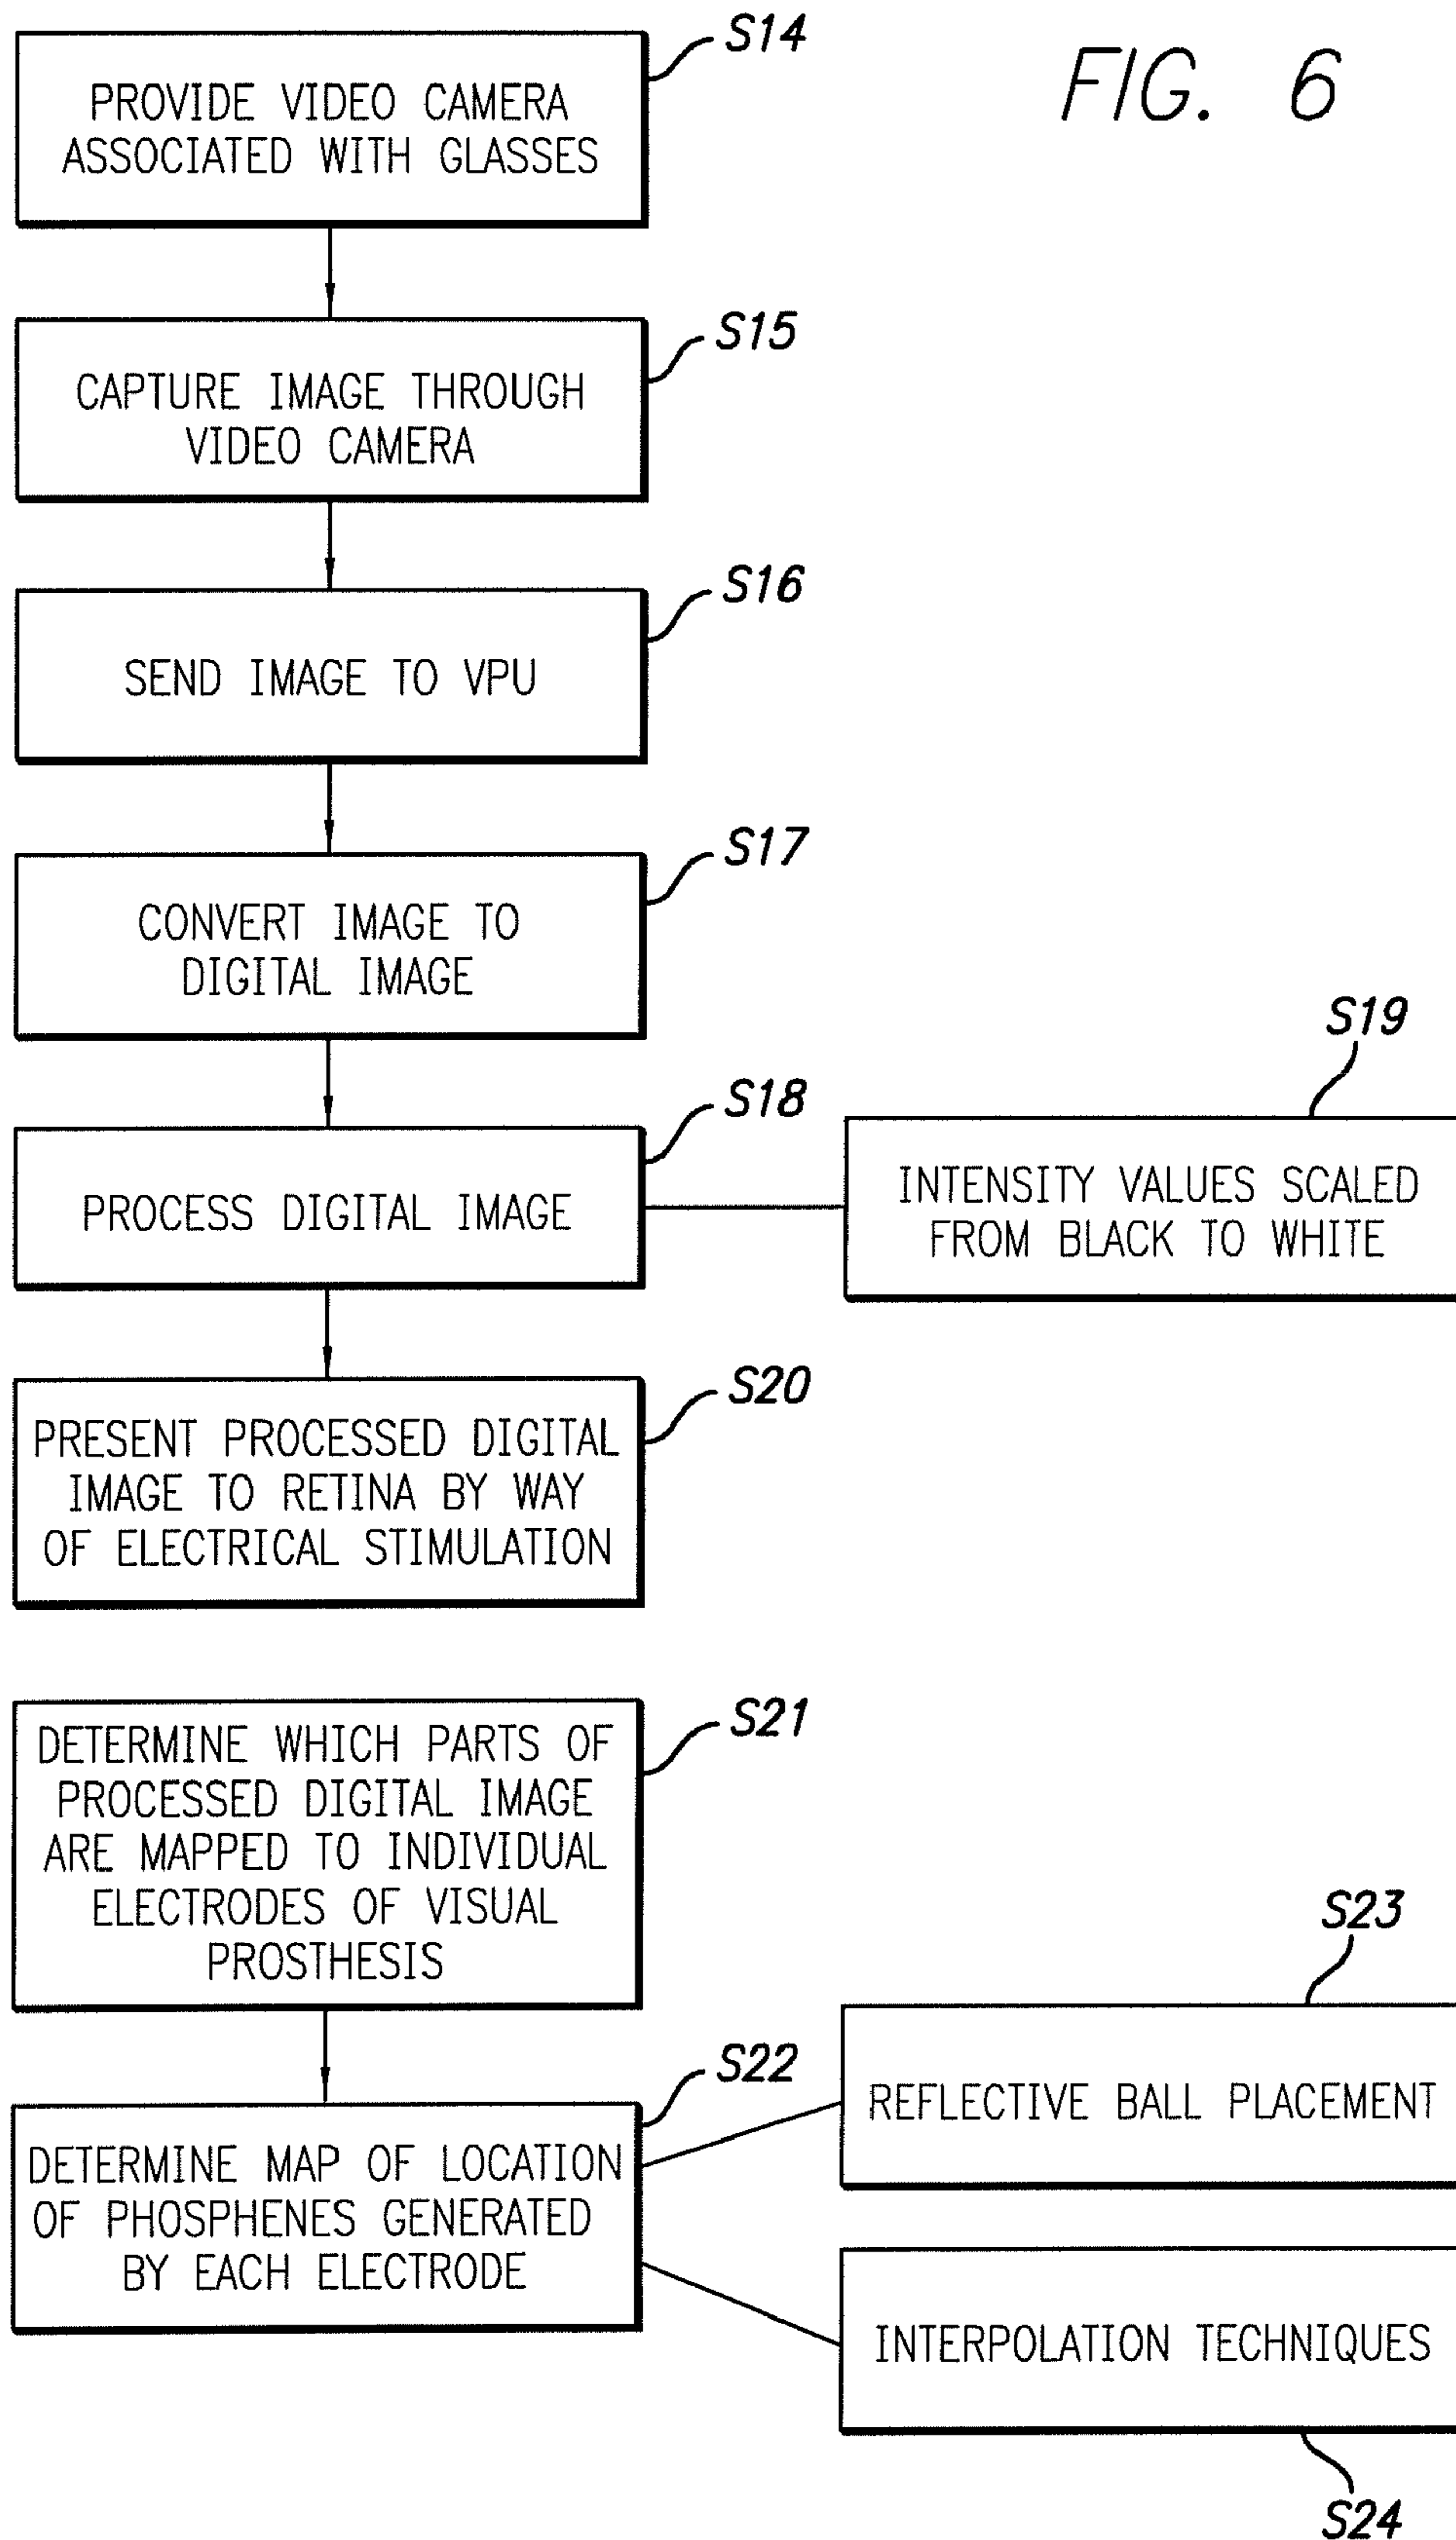 S14
FIG. 6
PROVIDE VIDEO CAMERA
ASSOCIATED WITH GLASSES
S15
CAPTURE IMAGE THROUGH
VIDEO CAMERA
S16
SEND IMAGE TO VPU
S17
CONVERT IMAGE TO
DIGITAL IMAGE
S18
PROCESS DIGITAL IMAGE
S19
INTENSITY VALUES SCALED
FROM BLACK TO WHITE
S20
PRESENT PROCESSED DIGITAL
IMAGE TO RETINA BY WAY
OF ELECTRICAL STIMULATION
S21
DETERMINE WHICH PARTS OF
PROCESSED DIGITAL IMAGE
ARE MAPPED TO INDIVIDUAL
ELECTRODES OF VISUAL
PROSTHESIS
S22
DETERMINE MAP OF LOCATION
OF PHOSPHENES GENERATED
BY EACH ELECTRODE
S23
REFLECTIVE BALL PLACEMENT
INTERPOLATION TECHNIQUES
S24